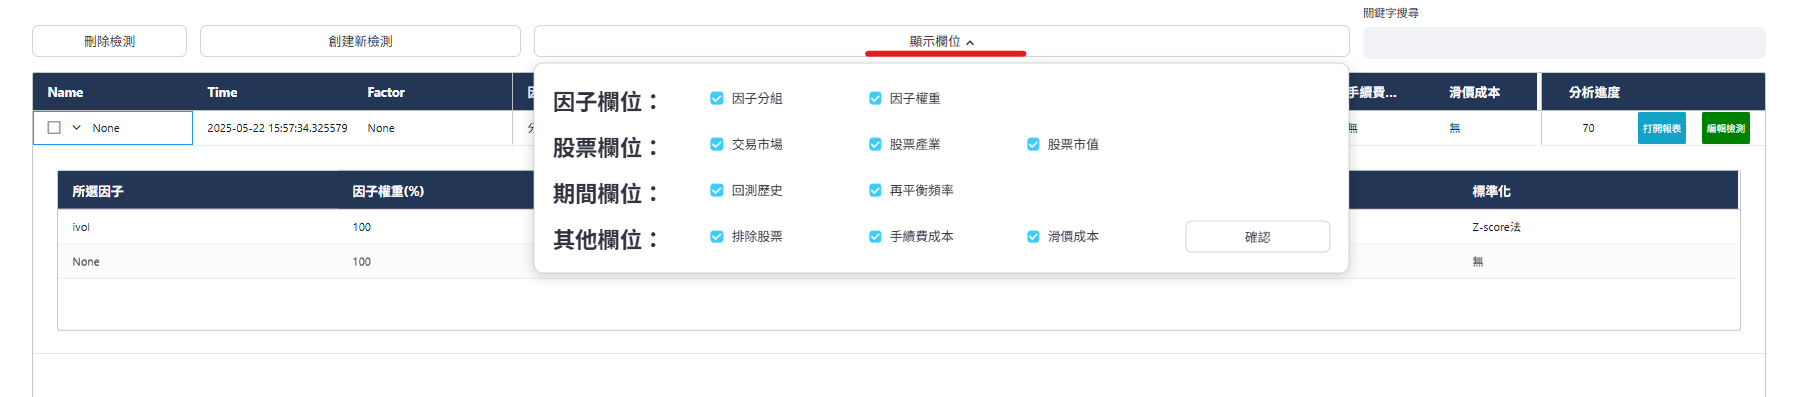 關鍵字搜尋
刪除檢測 創建新檢測 顯示欄位
Name Time Factor 手續費... 滑價成本 分析進度
None 2025-05-22 15:57:34.325579 None 無 無 70 打開報表 編輯檢測
因子欄位： 因子分組 因子權重
股票欄位： 交易市場 股票產業 股票市值
期間欄位： 回測歷史 再平衡頻率
其他欄位： 排除股票 手續費成本 滑價成本 確認
所選因子 因子權重(%) 標準化
ivol 100 Z-score法
None 100 無